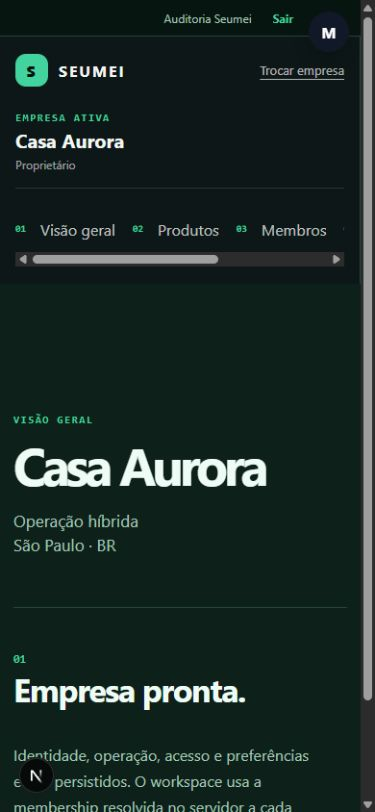 Auditoria Seumei Sair M
S SEUMEI Trocar empresa
EMPRESA ATIVA
Casa Aurora
Proprietário
01 Visão geral 02 Produtos 03 Membros
VISÃO GERAL
Casa Aurora
Operação híbrida
São Paulo · BR
01
Empresa pronta.
Identidade, operação, acesso e preferências
N persistidos. O workspace usa a
membership resolvida no servidor a cada